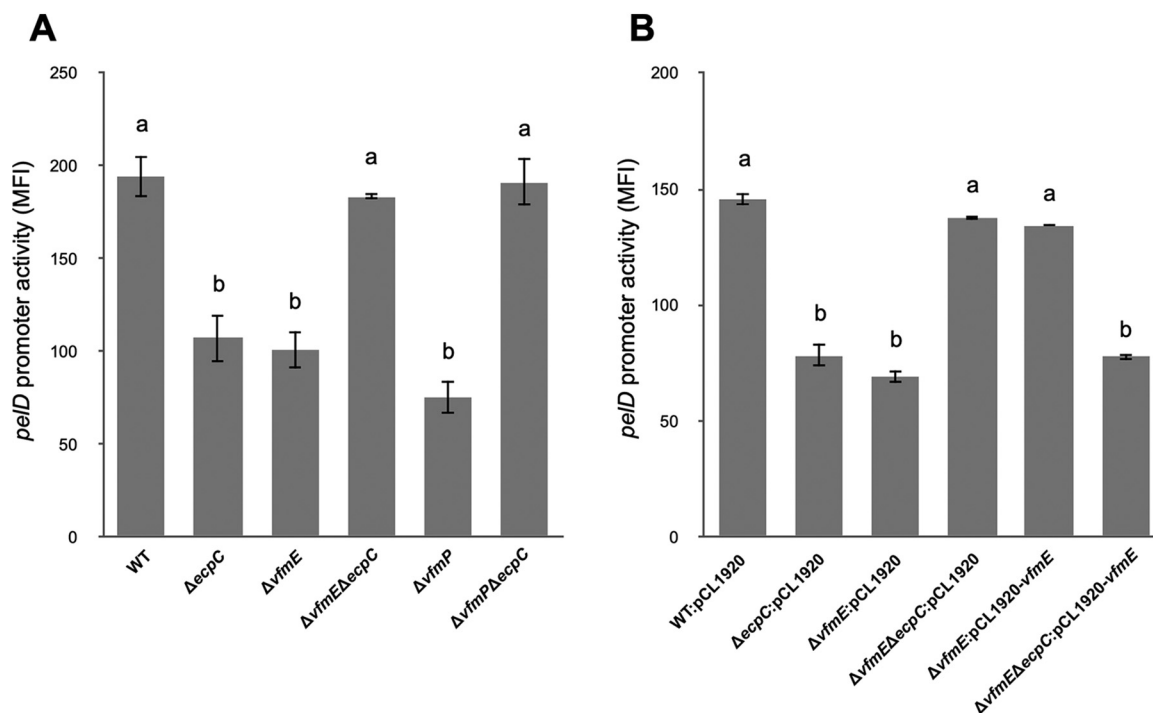 A
pelD promoter activity (MFI)
250
200
150
100
50
0
a
b
b
a
b
a
WT
ΔecpC
ΔvfmE
ΔvfmEΔecpC
ΔvfmP
ΔvfmPΔecpC
B
pelD promoter activity (MFI)
200
150
100
50
0
a
b
b
a
a
b
WT:pCL1920
ΔecpC:pCL1920
ΔvfmE:pCL1920
ΔvfmEΔecpC:pCL1920
ΔvfmE:pCL1920-vfmE
ΔvfmEΔecpC:pCL1920-vfmE